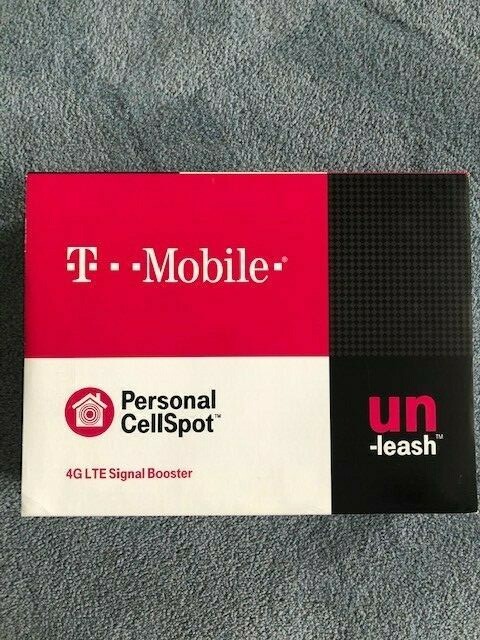 T··Mobile·®
Personal
CellSpot™
4G LTE Signal Booster
un
-leash™